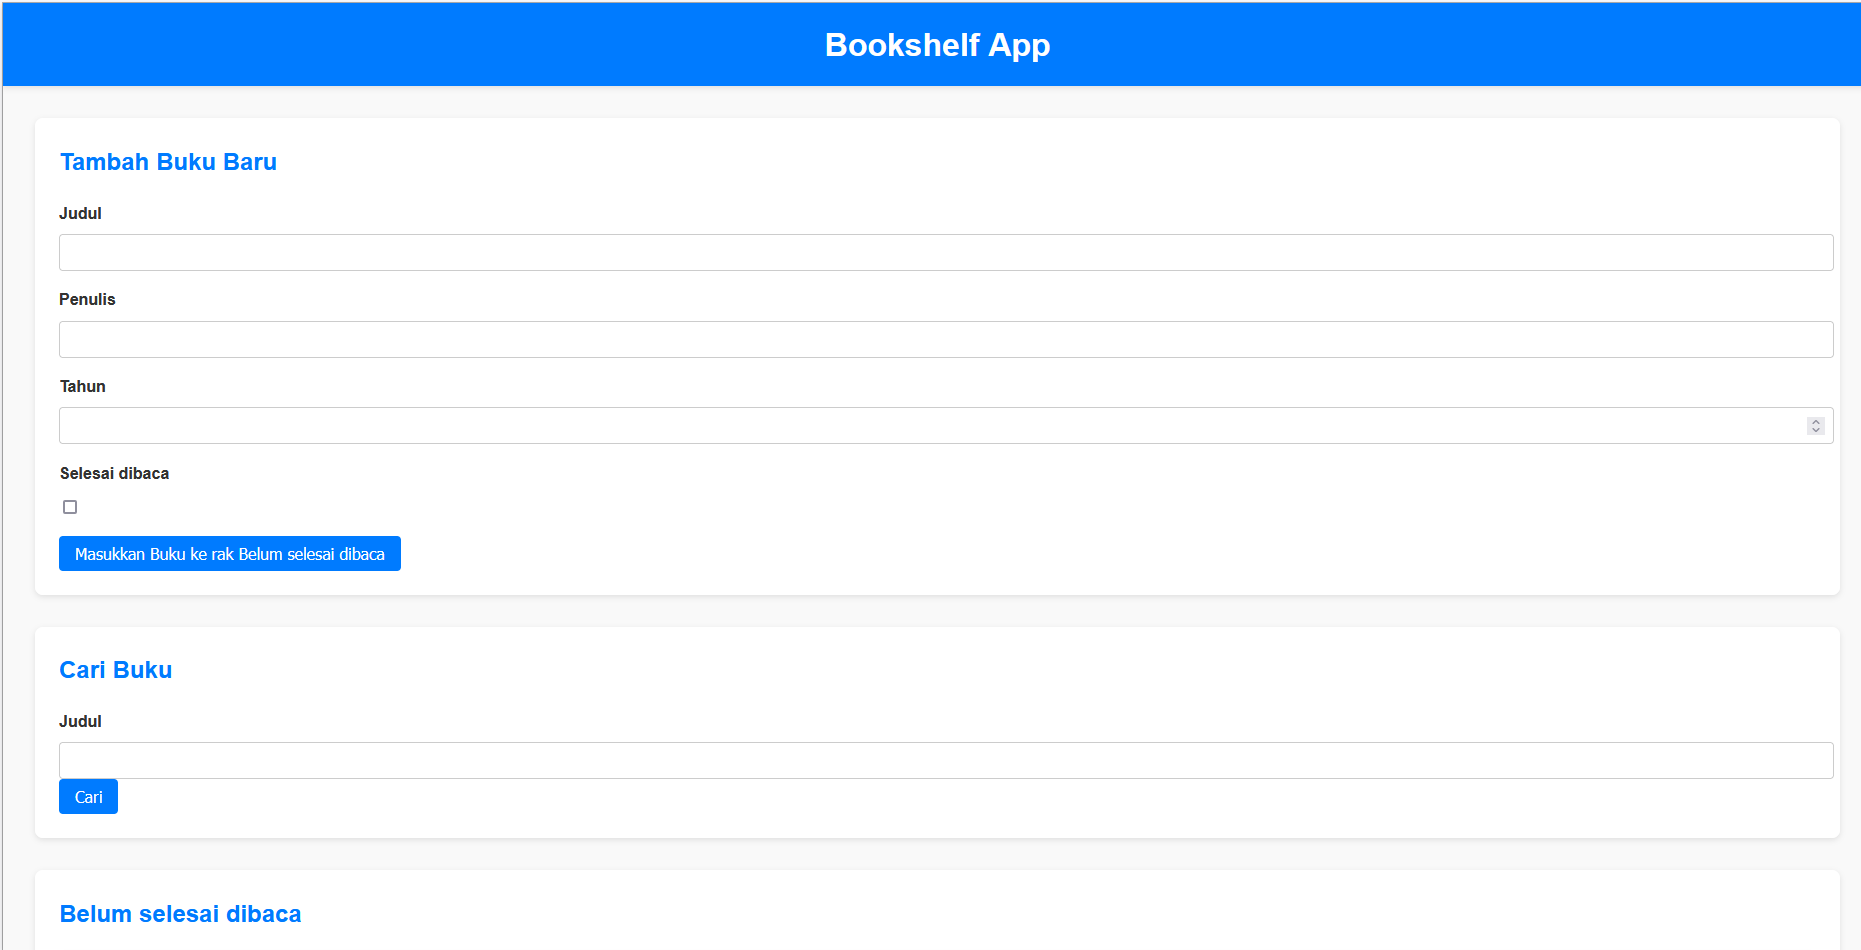 Bookshelf App
Tambah Buku Baru
Judul
Penulis
Tahun
Selesai dibaca
Masukkan Buku ke rak Belum selesai dibaca
Cari Buku
Judul
Cari
Belum selesai dibaca